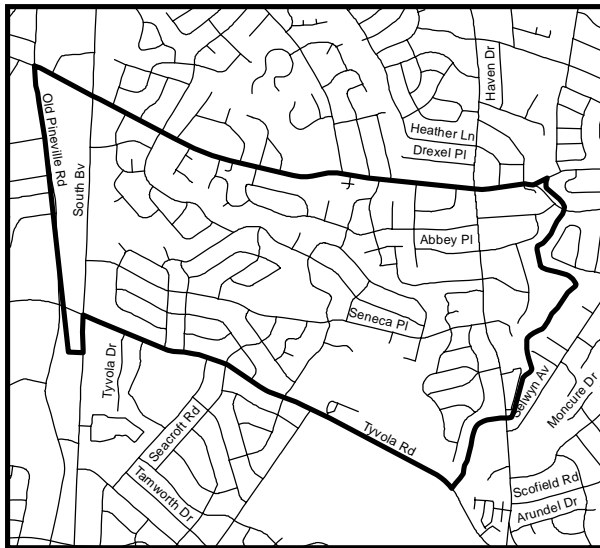 Haven Dr
Heather Ln
Drexel Pl
Old Pineville Rd
South Bv
Abbey Pl
Seneca Pl
Tyvola Dr
Selwyn Av
Moncure Dr
Seacroft Rd
Tyvola Rd
Tamworth Dr
Scofield Rd
Arundel Dr